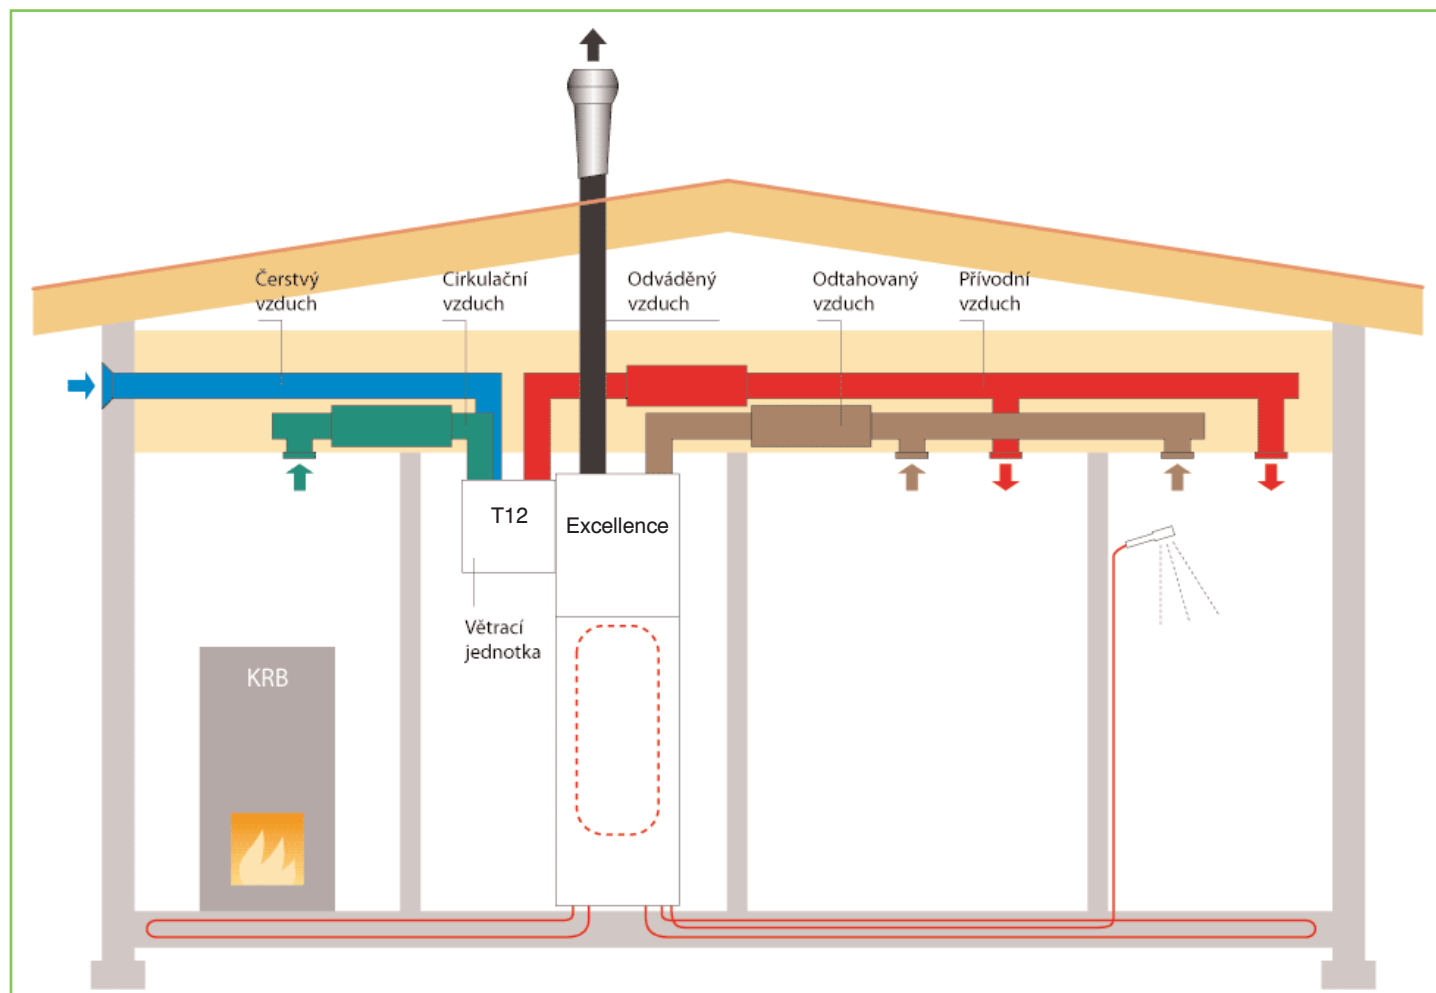 Čerstvý
vzduch
Cirkulační
vzduch
Odváděný
vzduch
Odtahovaný
vzduch
Přívodní
vzduch
T12
Excellence
Větrací
jednotka
KRB